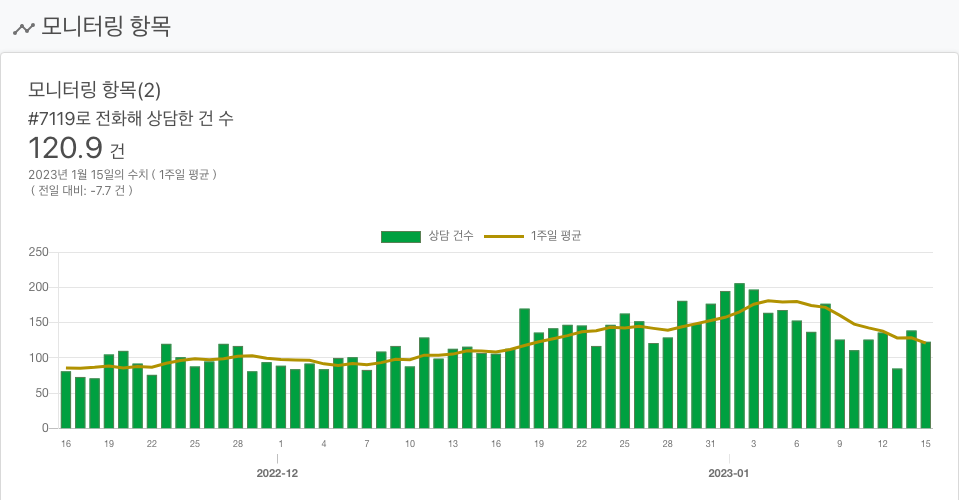 모니터링 항목
모니터링 항목(2)
#7119로 전화해 상담한 건 수
120.9 건
2023년 1월 15일의 수치 ( 1주일 평균 )
( 전일 대비: -7.7 건 )
상담 건수 1주일 평균
250
200
150
100
50
0
16 19 22 25 28 1 4 7 10 13 16 19 22 25 28 31 3 6 9 12 15
2022-12 2023-01